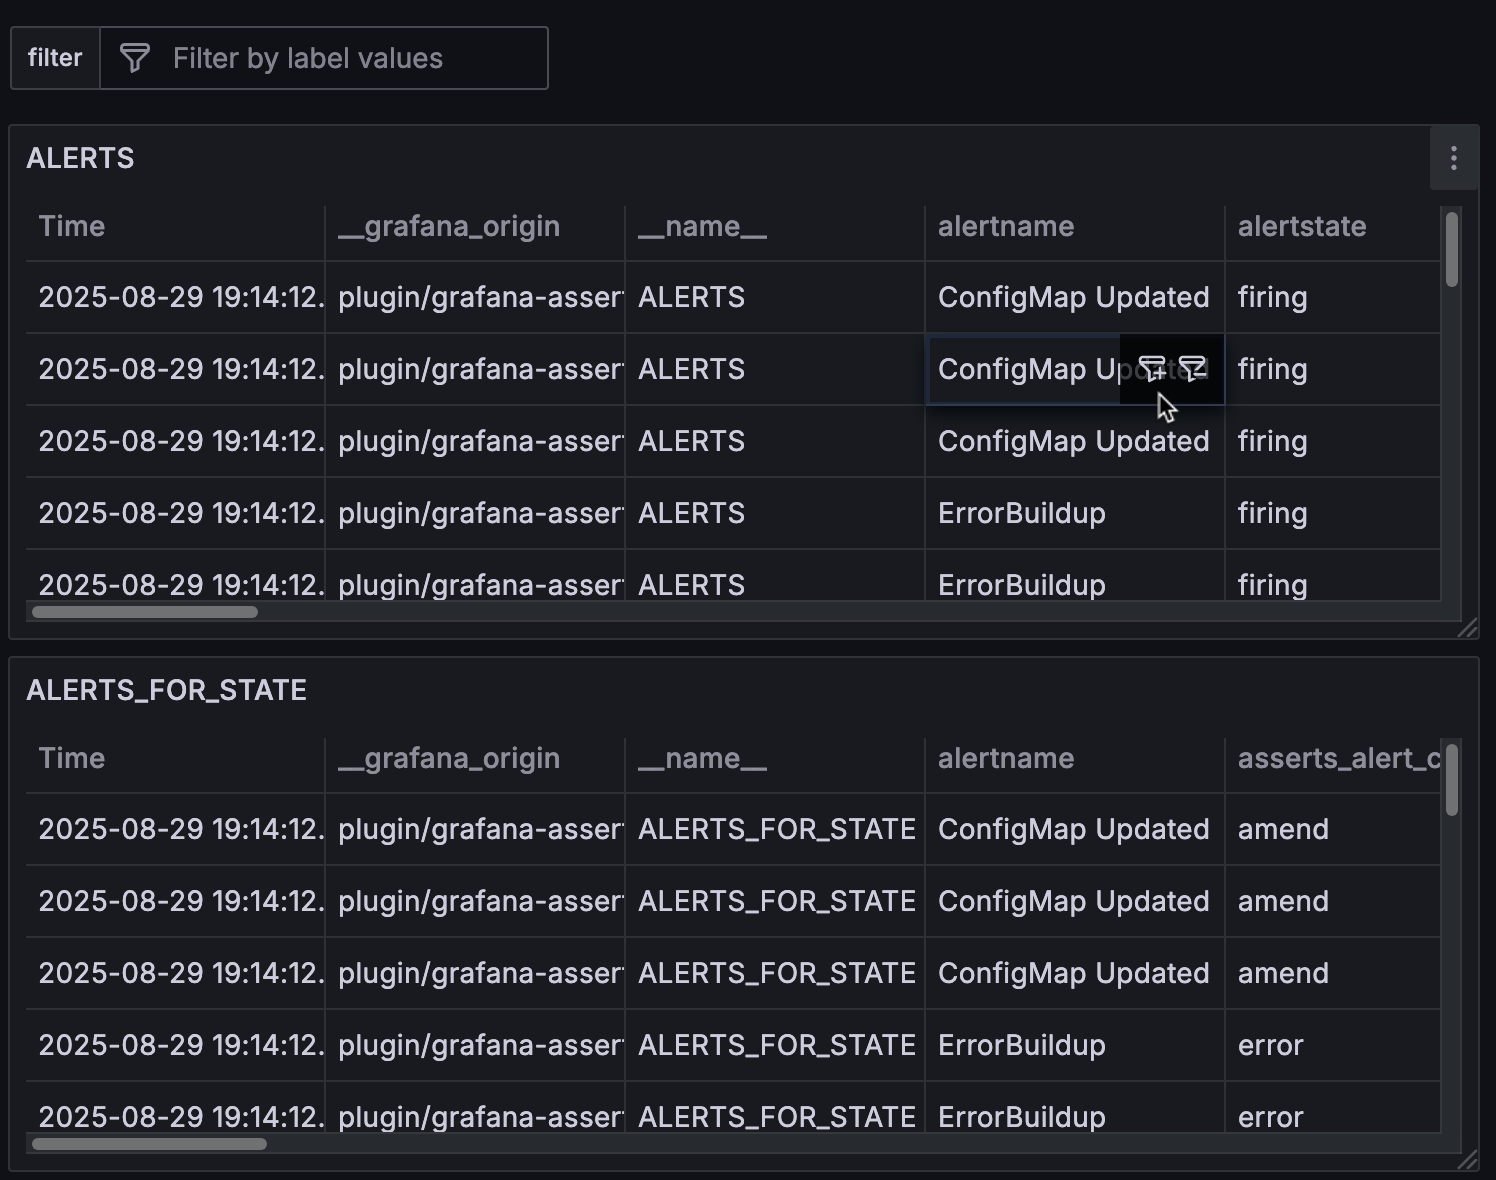 filter Filter by label values
ALERTS
Time __grafana_origin __name__ alertname alertstate
2025-08-29 19:14:12. plugin/grafana-asser ALERTS ConfigMap Updated firing
2025-08-29 19:14:12. plugin/grafana-asser ALERTS ConfigMap Updated firing
2025-08-29 19:14:12. plugin/grafana-asser ALERTS ConfigMap Updated firing
2025-08-29 19:14:12. plugin/grafana-asser ALERTS ErrorBuildup firing
2025-08-29 19:14:12. plugin/grafana-asser ALERTS ErrorBuildup firing
ALERTS_FOR_STATE
Time __grafana_origin __name__ alertname asserts_alert_c
2025-08-29 19:14:12. plugin/grafana-asser ALERTS_FOR_STATE ConfigMap Updated amend
2025-08-29 19:14:12. plugin/grafana-asser ALERTS_FOR_STATE ConfigMap Updated amend
2025-08-29 19:14:12. plugin/grafana-asser ALERTS_FOR_STATE ConfigMap Updated amend
2025-08-29 19:14:12. plugin/grafana-asser ALERTS_FOR_STATE ErrorBuildup error
2025-08-29 19:14:12. plugin/grafana-asser ALERTS_FOR_STATE ErrorBuildup error